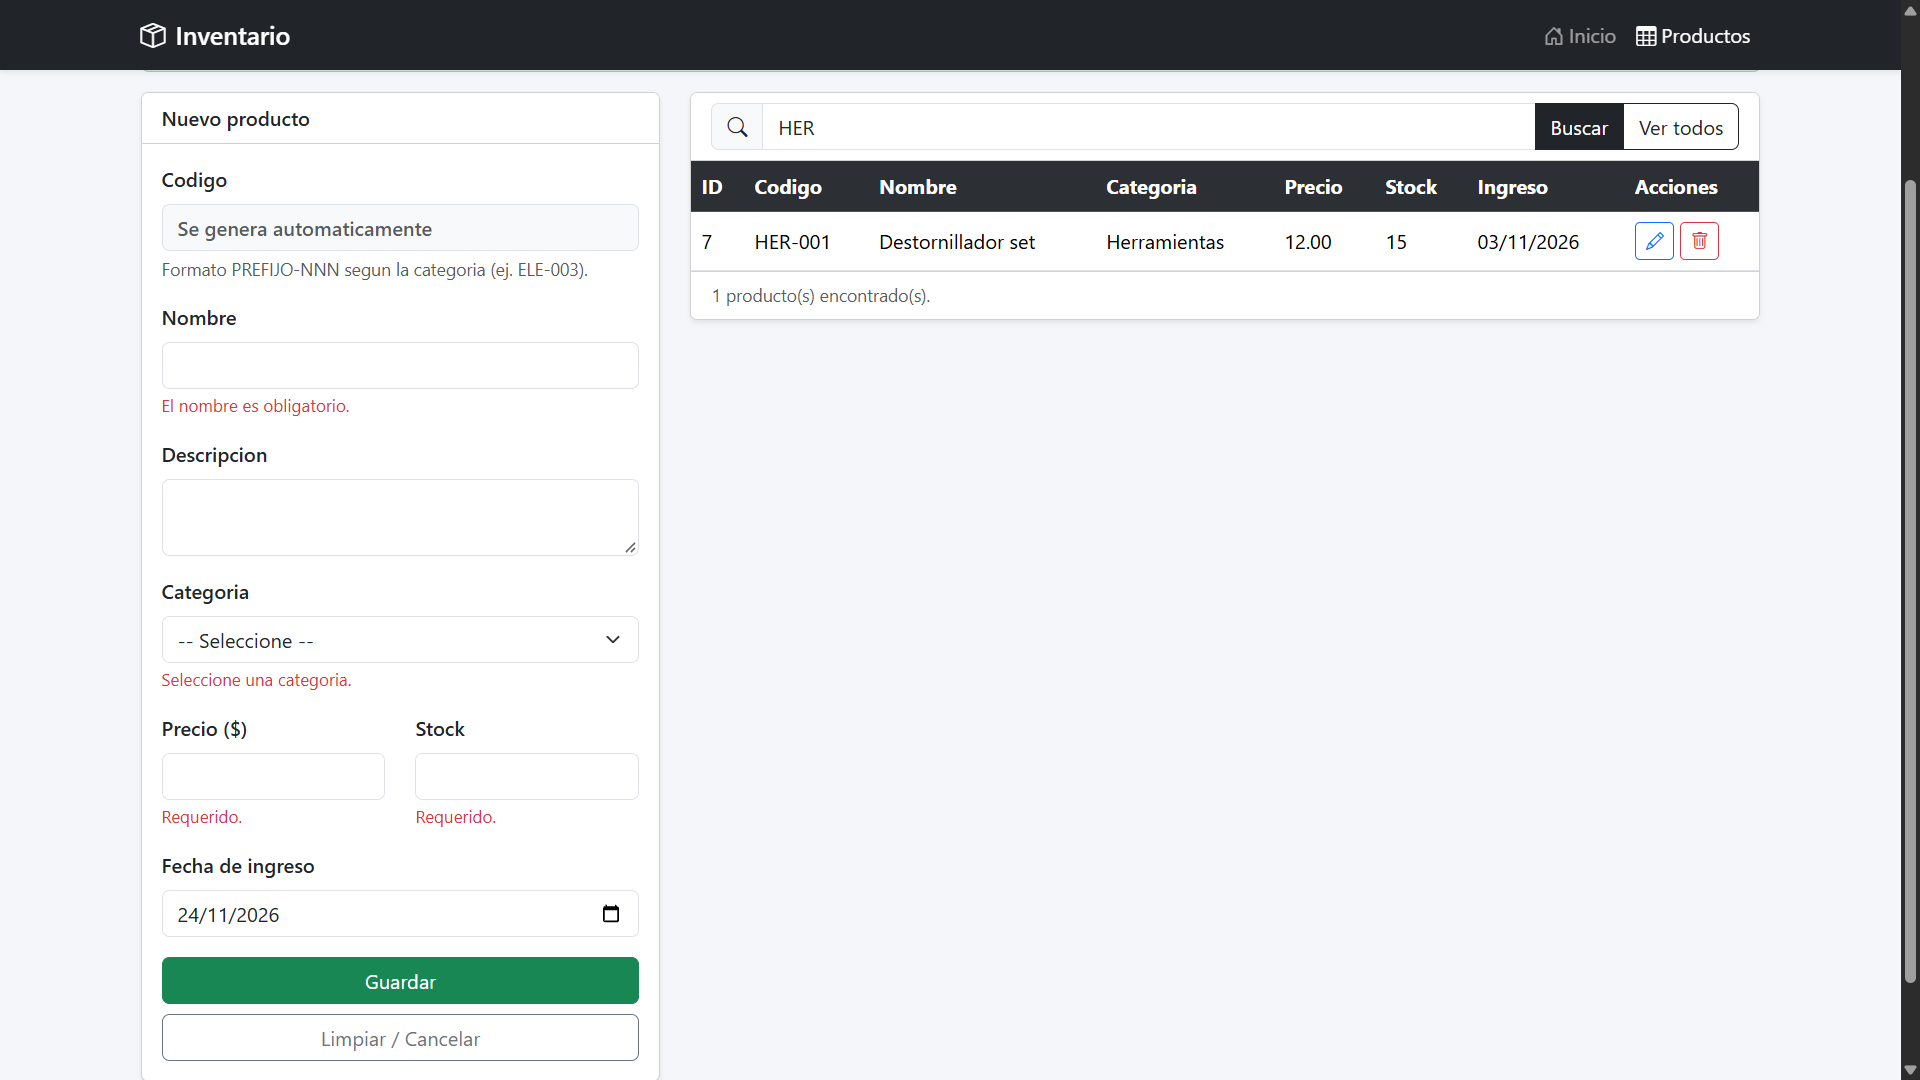 Inventario
Inicio Productos
Nuevo producto
Codigo
Se genera automaticamente
Formato PREFIJO-NNN segun la categoria (ej. ELE-003).
Nombre
El nombre es obligatorio.
Descripcion
Categoria
-- Seleccione --
Seleccione una categoria.
Precio ($) Stock
Requerido. Requerido.
Fecha de ingreso
24/11/2026
Guardar
Limpiar / Cancelar
HER Buscar Ver todos
ID Codigo Nombre Categoria Precio Stock Ingreso Acciones
7 HER-001 Destornillador set Herramientas 12.00 15 03/11/2026
1 producto(s) encontrado(s).